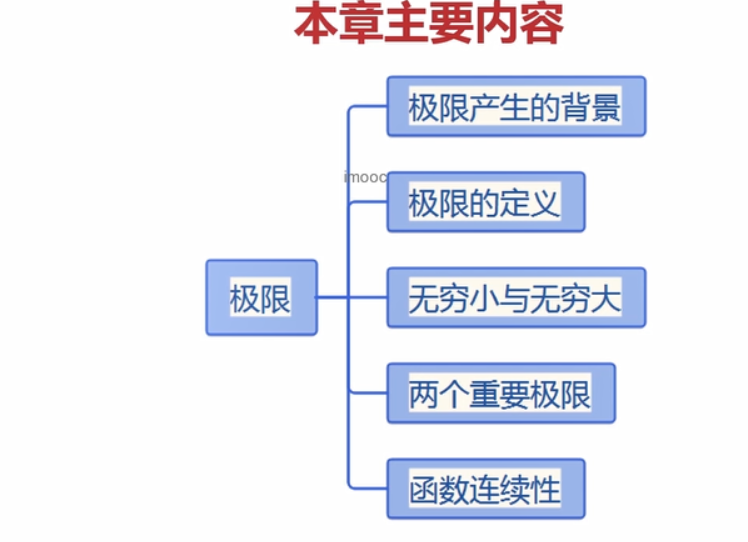 本章主要内容
极限产生的背景
imooc
极限的定义
极限
无穷小与无穷大
两个重要极限
函数连续性